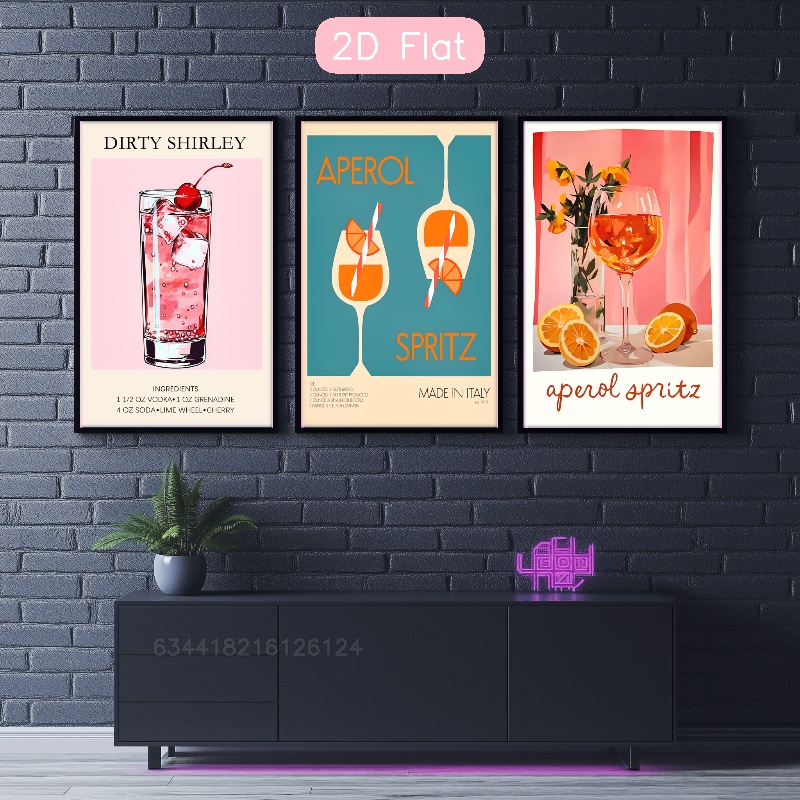 2D Flat
DIRTY SHIRLEY
INGREDIENTS
1 1/2 OZ VODKA•1 OZ GRENADINE
4 OZ SODA•LIME WHEEL•CHERRY
APEROL
SPRITZ
MADE IN ITALY
aperol spritz
634418216126124